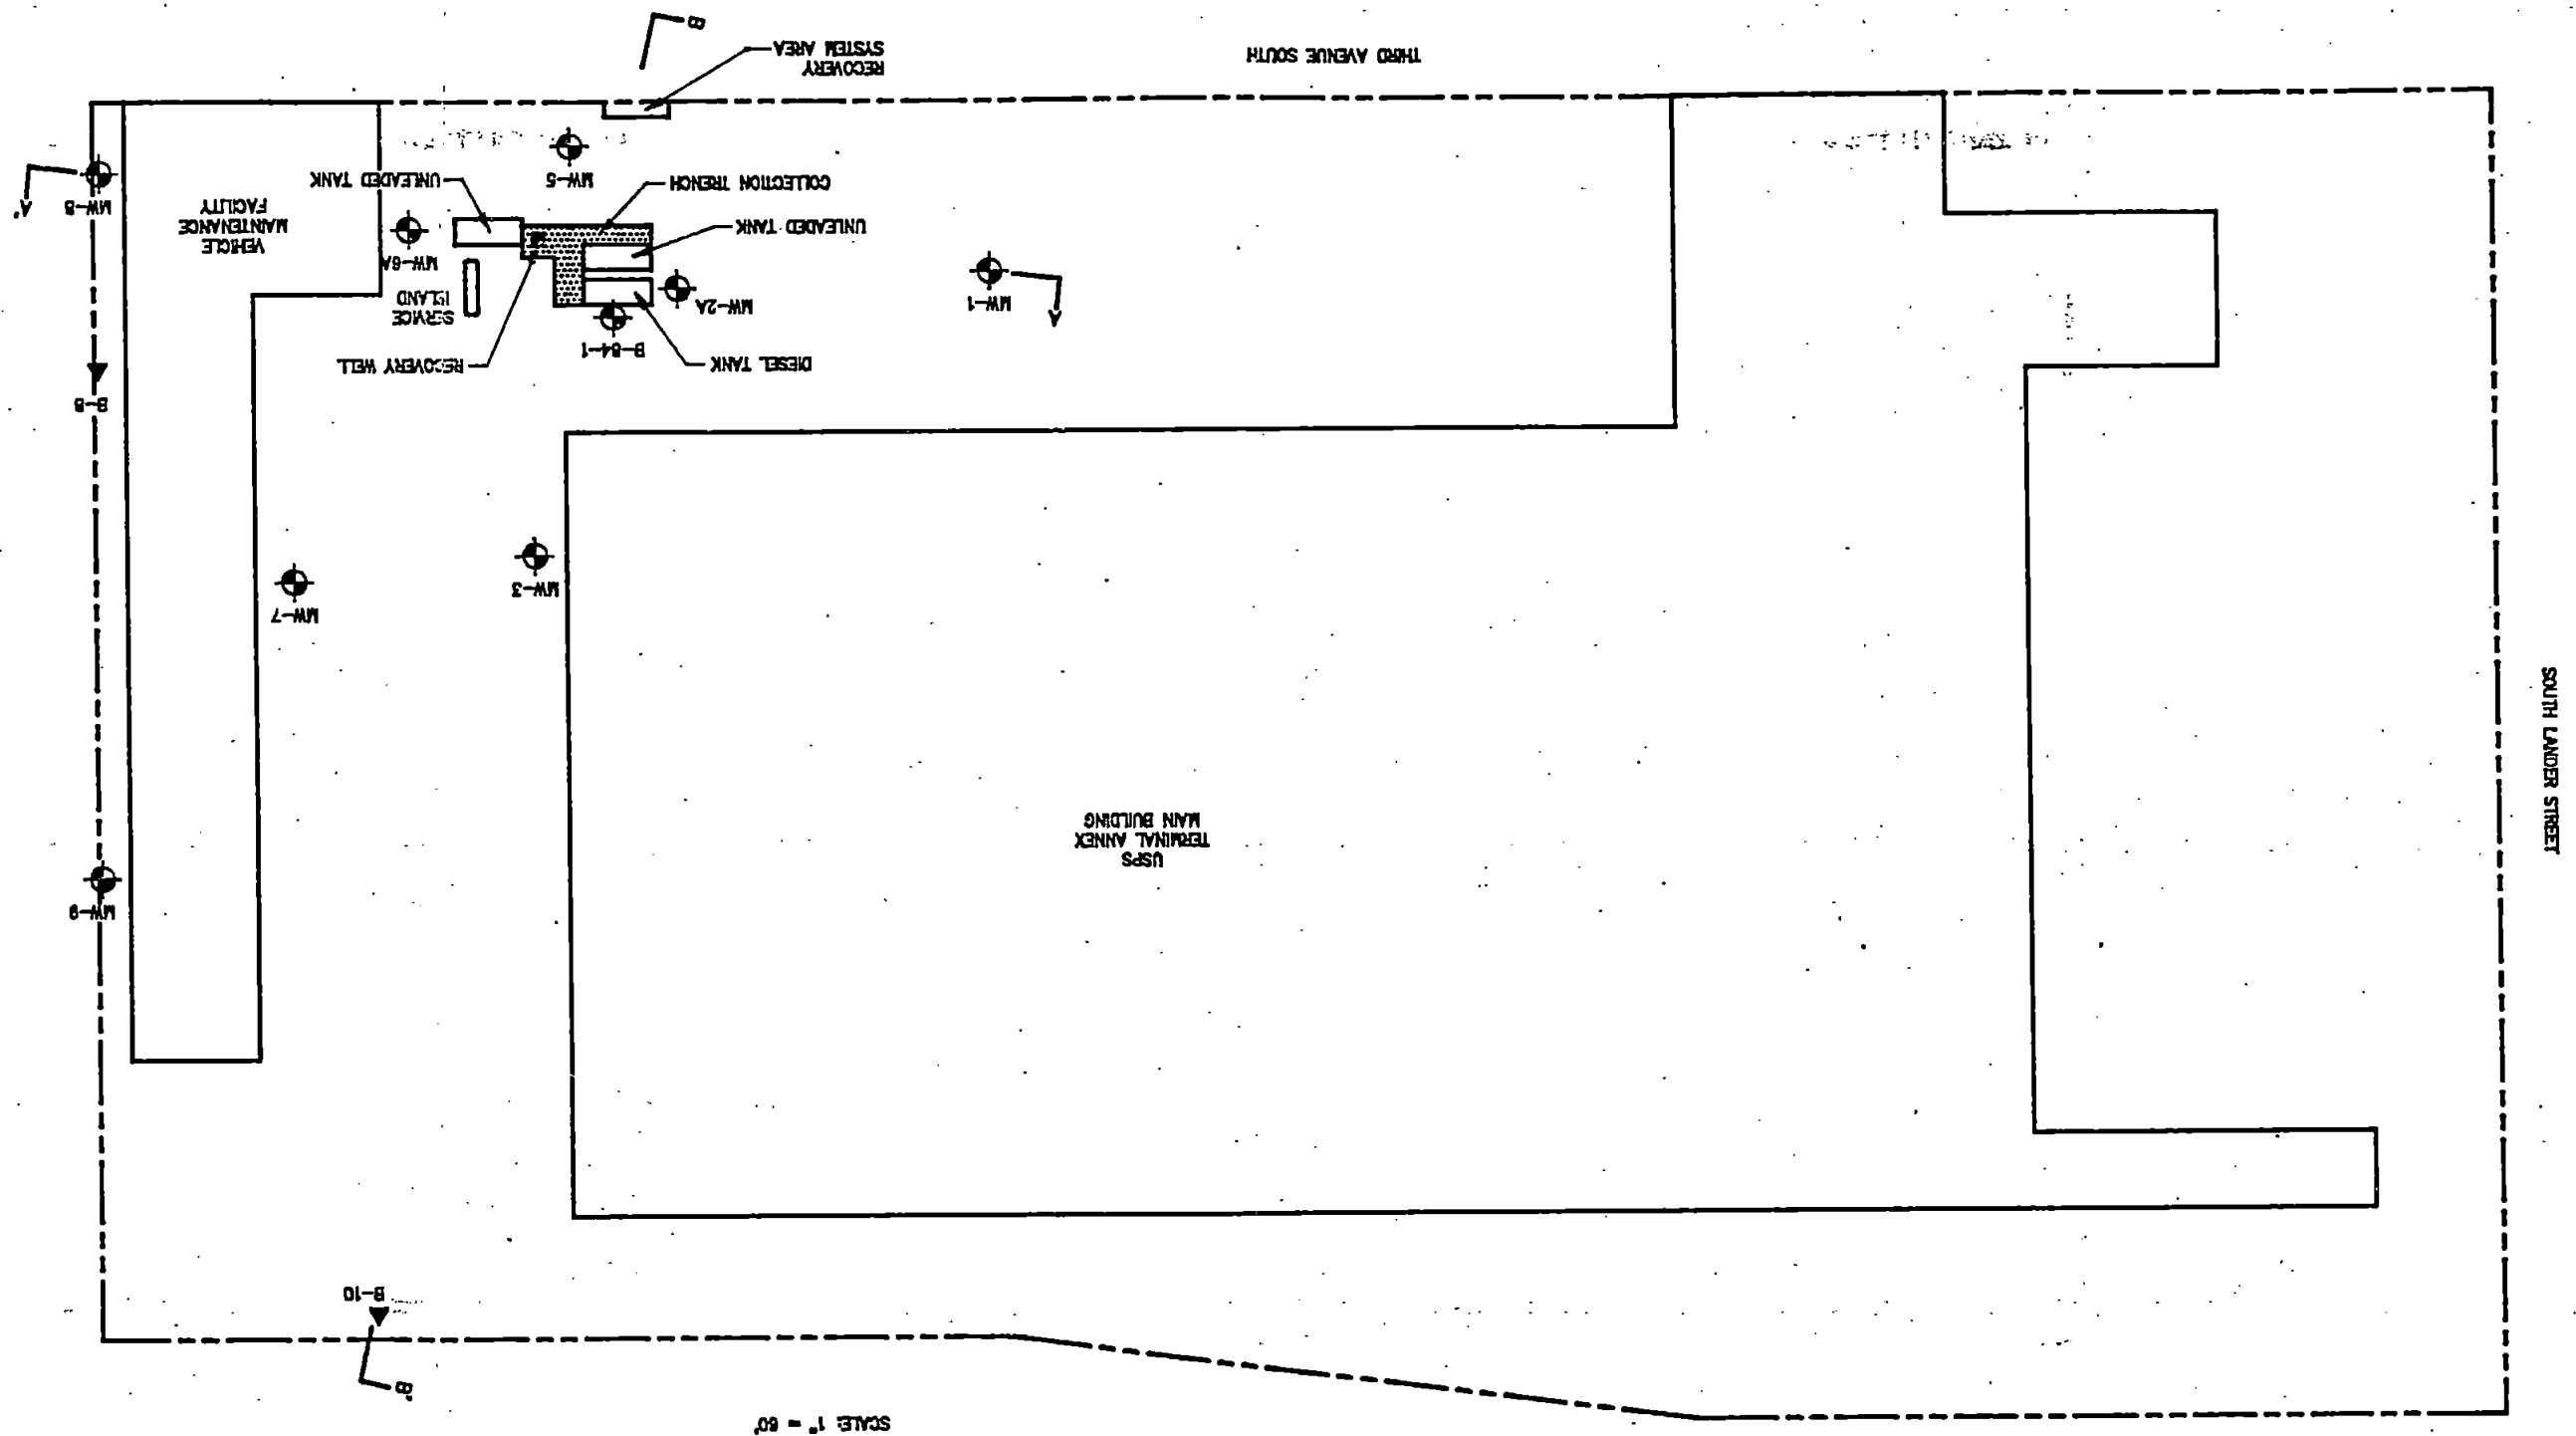 SCALE: 1" = 60'
B'
B-10
USPS
TERMINAL ANNEX
MAIN BUILDING
SOUTH LANDER STREET
MW-9
MW-7
MW-3
B-8
DIESEL TANK
B-84-1
RECOVERY WELL
MW-1
A
MW-2A
SERVICE
ISLAND
MW-6A
UNLEADED TANK
COLLECTION TRENCH
MW-5
UNLEADED TANK
VEHICLE
MAINTENANCE
FACILITY
MW-8
A'
THIRD AVENUE SOUTH
RECOVERY
SYSTEM AREA
B